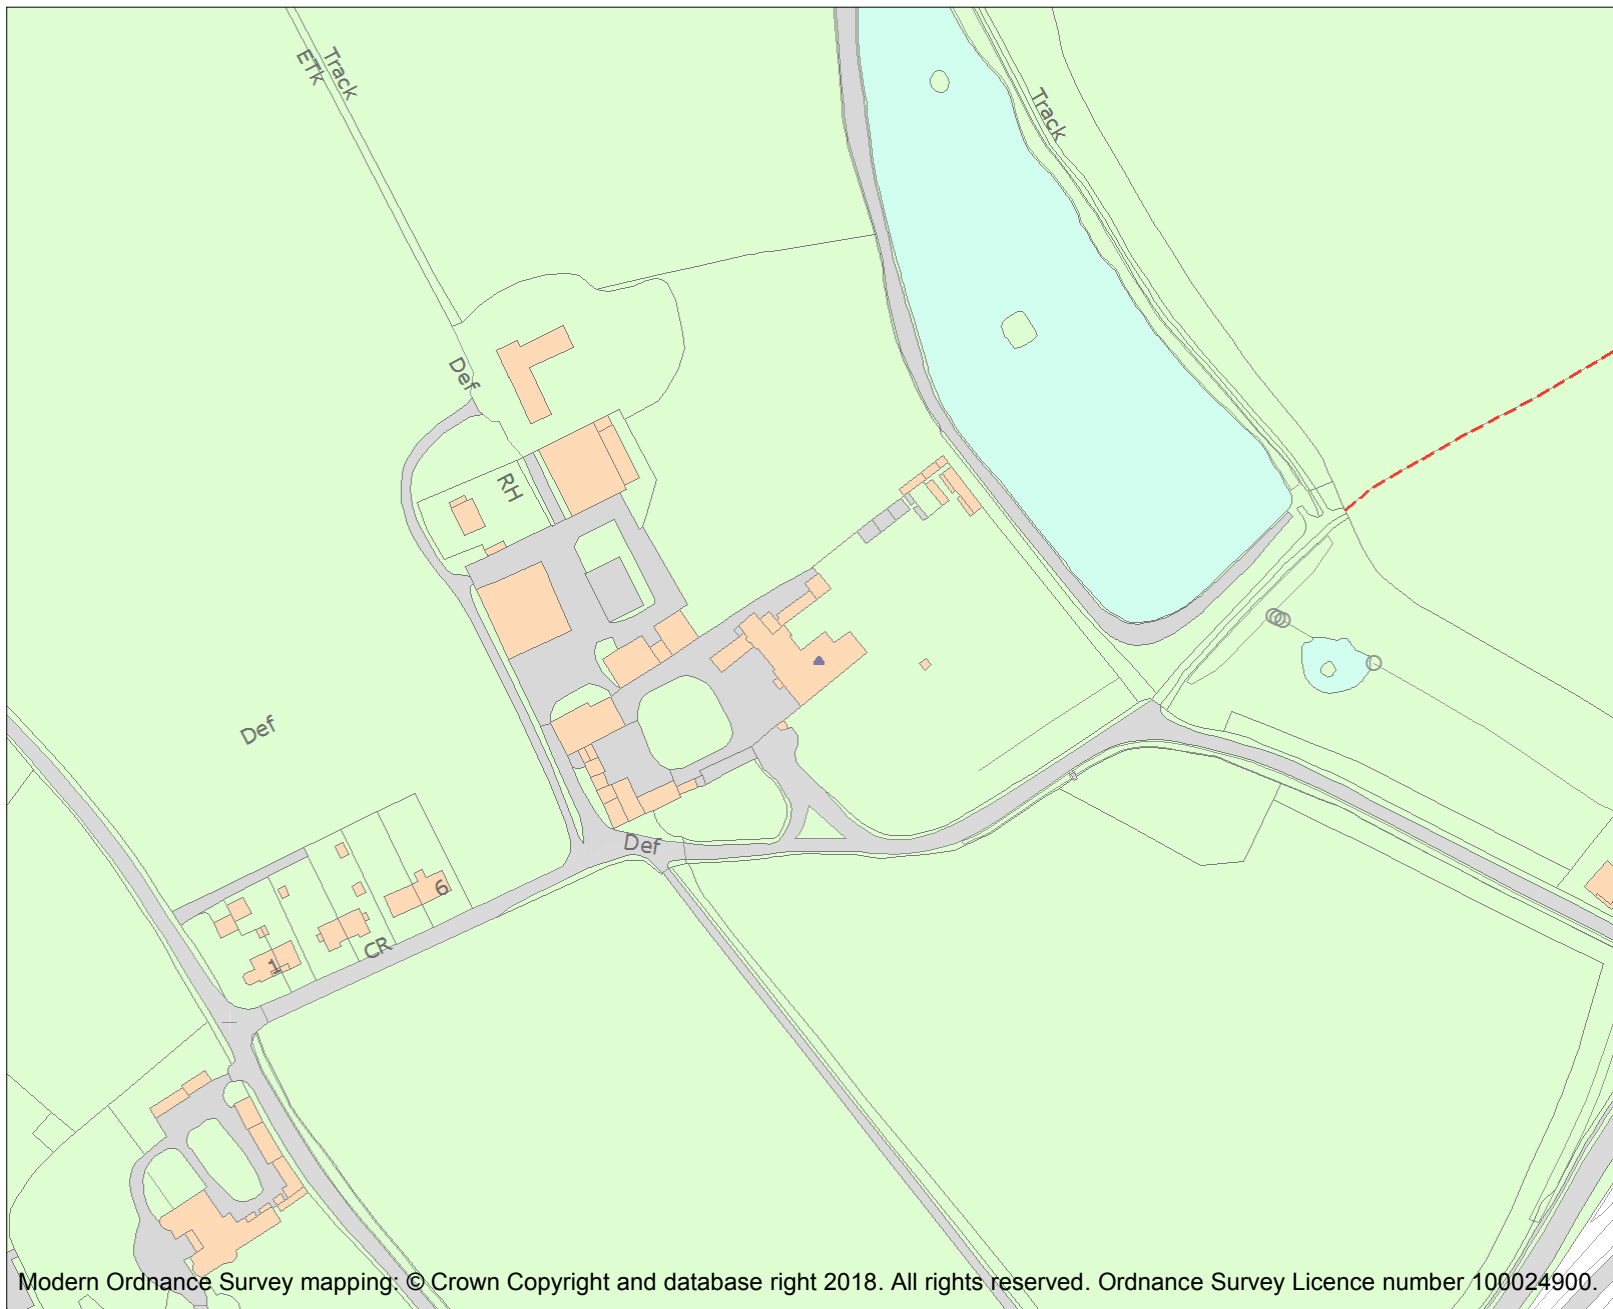 Track
ETk
Track
Def
RH
Def
Def
6
CR
1
Modern Ordnance Survey mapping: © Crown Copyright and database right 2018. All rights reserved. Ordnance Survey Licence number 100024900.